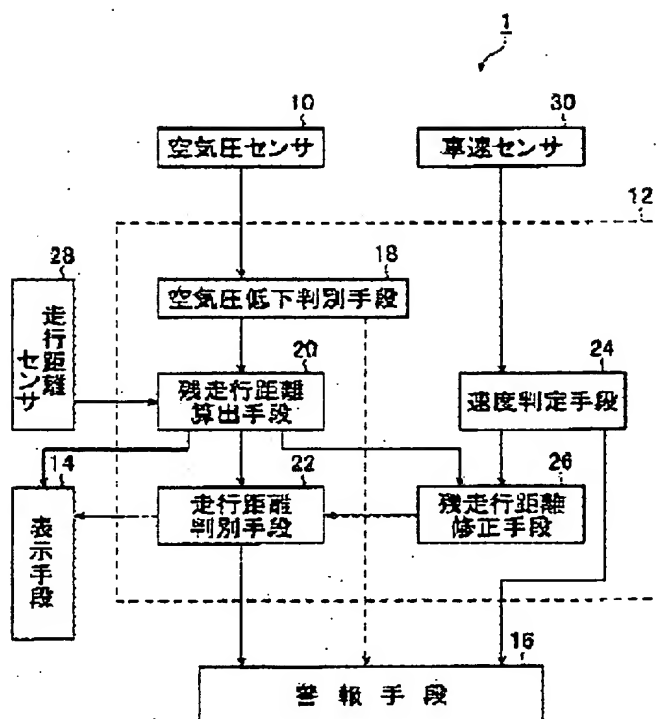 1
10
30
空気圧センサ
車速センサ
12
28
18
走行距離
センサ
空気圧低下判別手段
20
24
残走行距離
算出手段
速度判定手段
14
22
26
表示手段
走行距離
判別手段
残走行距離
修正手段
16
警報手段